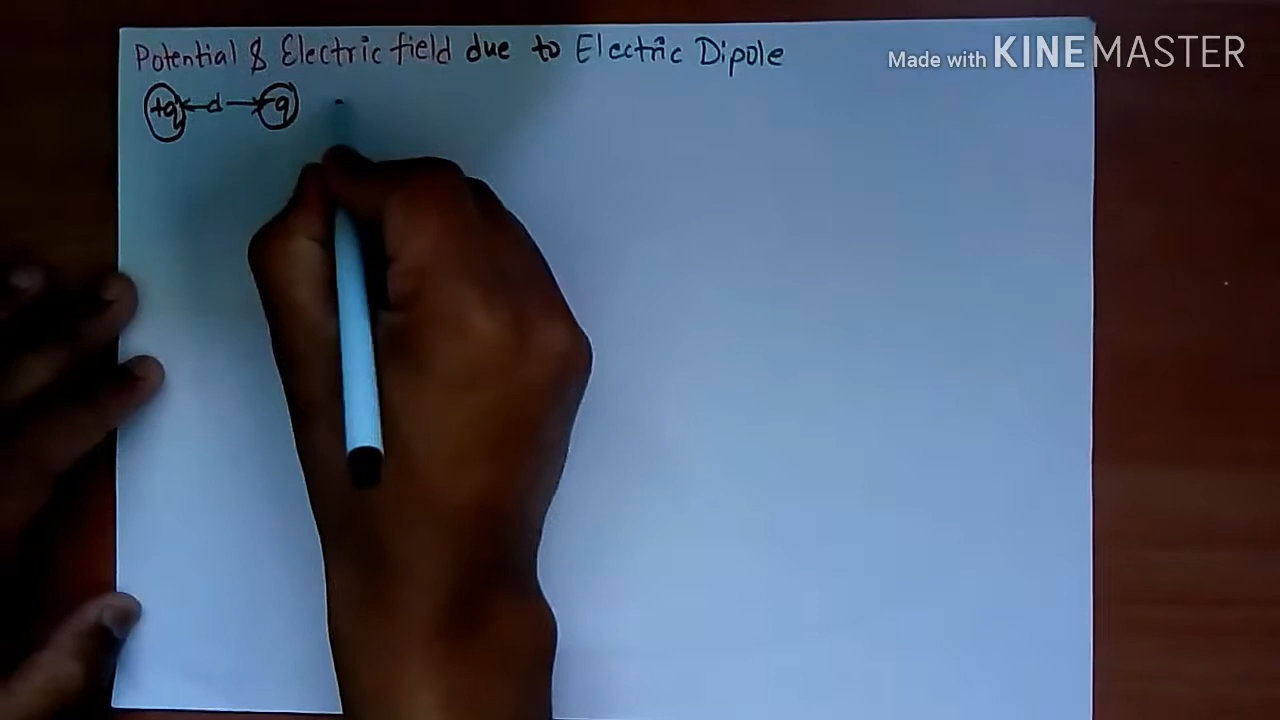 Potential & Electric field due to Electric Dipole
Made with KINEMASTER
+q d -q